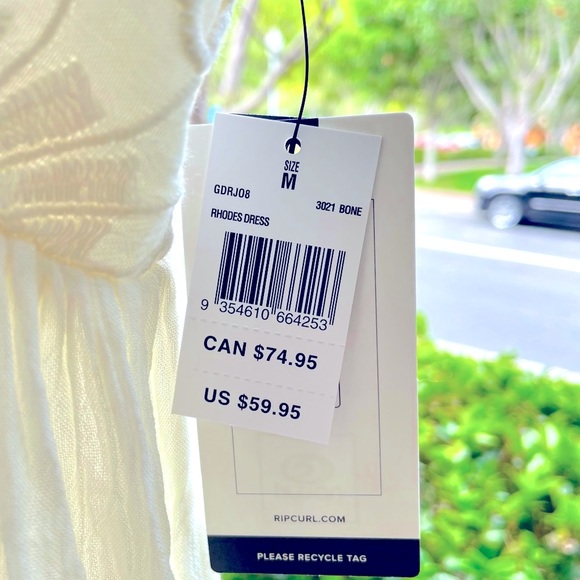 SIZE
M
GDRJ08 3021 BONE
RHODES DRESS
9 354610 664253
CAN $74.95
US $59.95
RIPCURL.COM
PLEASE RECYCLE TAG